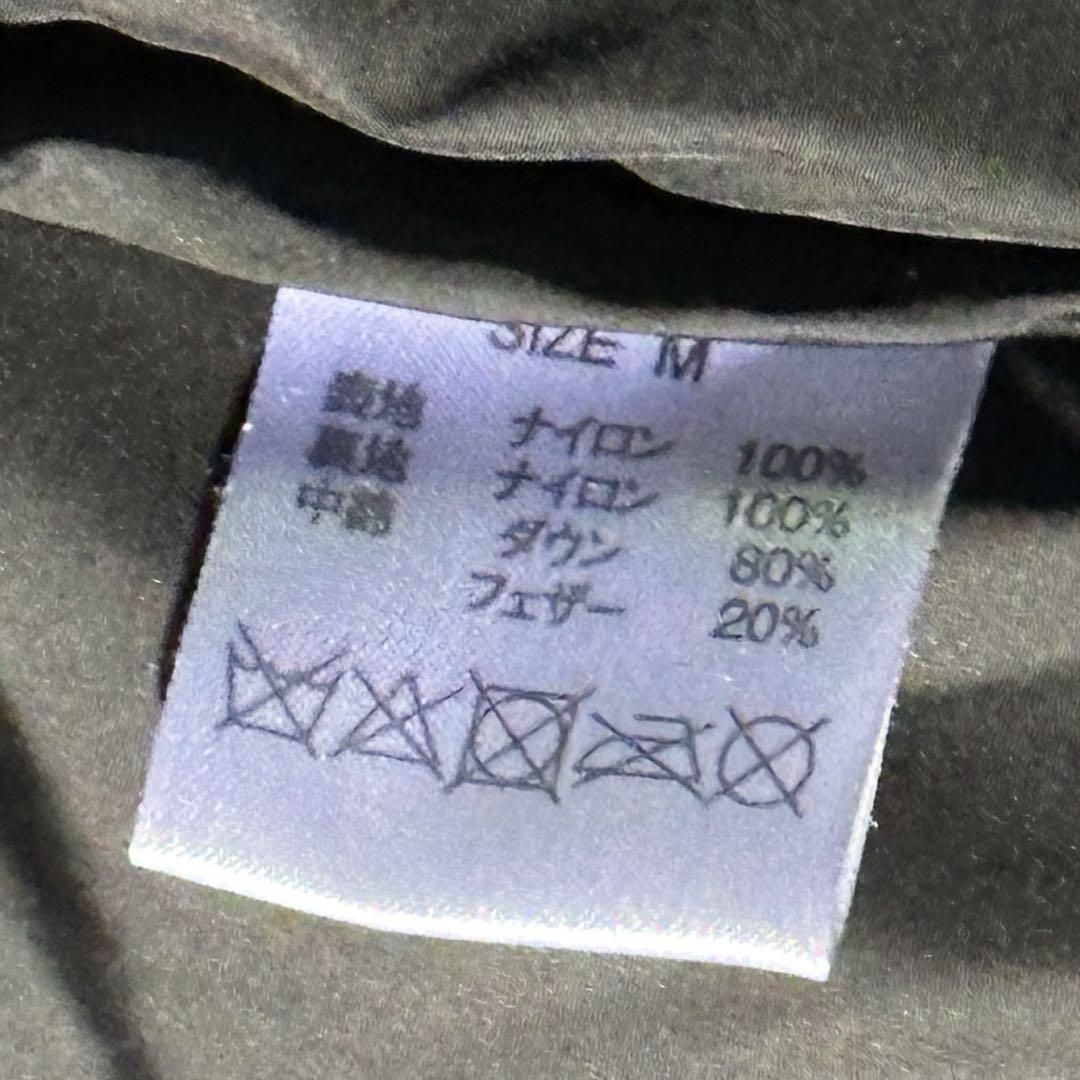 SIZE M
表地 ナイロン 100%
裏地 ナイロン 100%
中綿 ダウン 80%
フェザー 20%